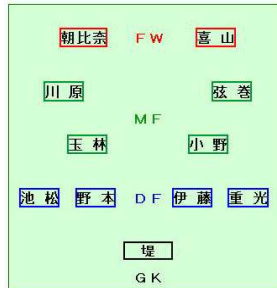 朝比奈 FW 喜山
川原 弦巻
MF
玉林 小野
池松 野本 DF 伊藤 重光
堤
GK